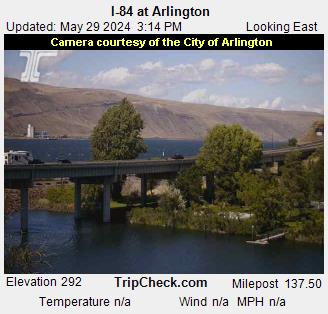 I-84 at Arlington
Updated: May 29 2024 3:14 PM Looking East
Camera courtesy of the City of Arlington
Elevation 292 TripCheck.com Milepost 137.50
Temperature n/a Wind n/a MPH n/a